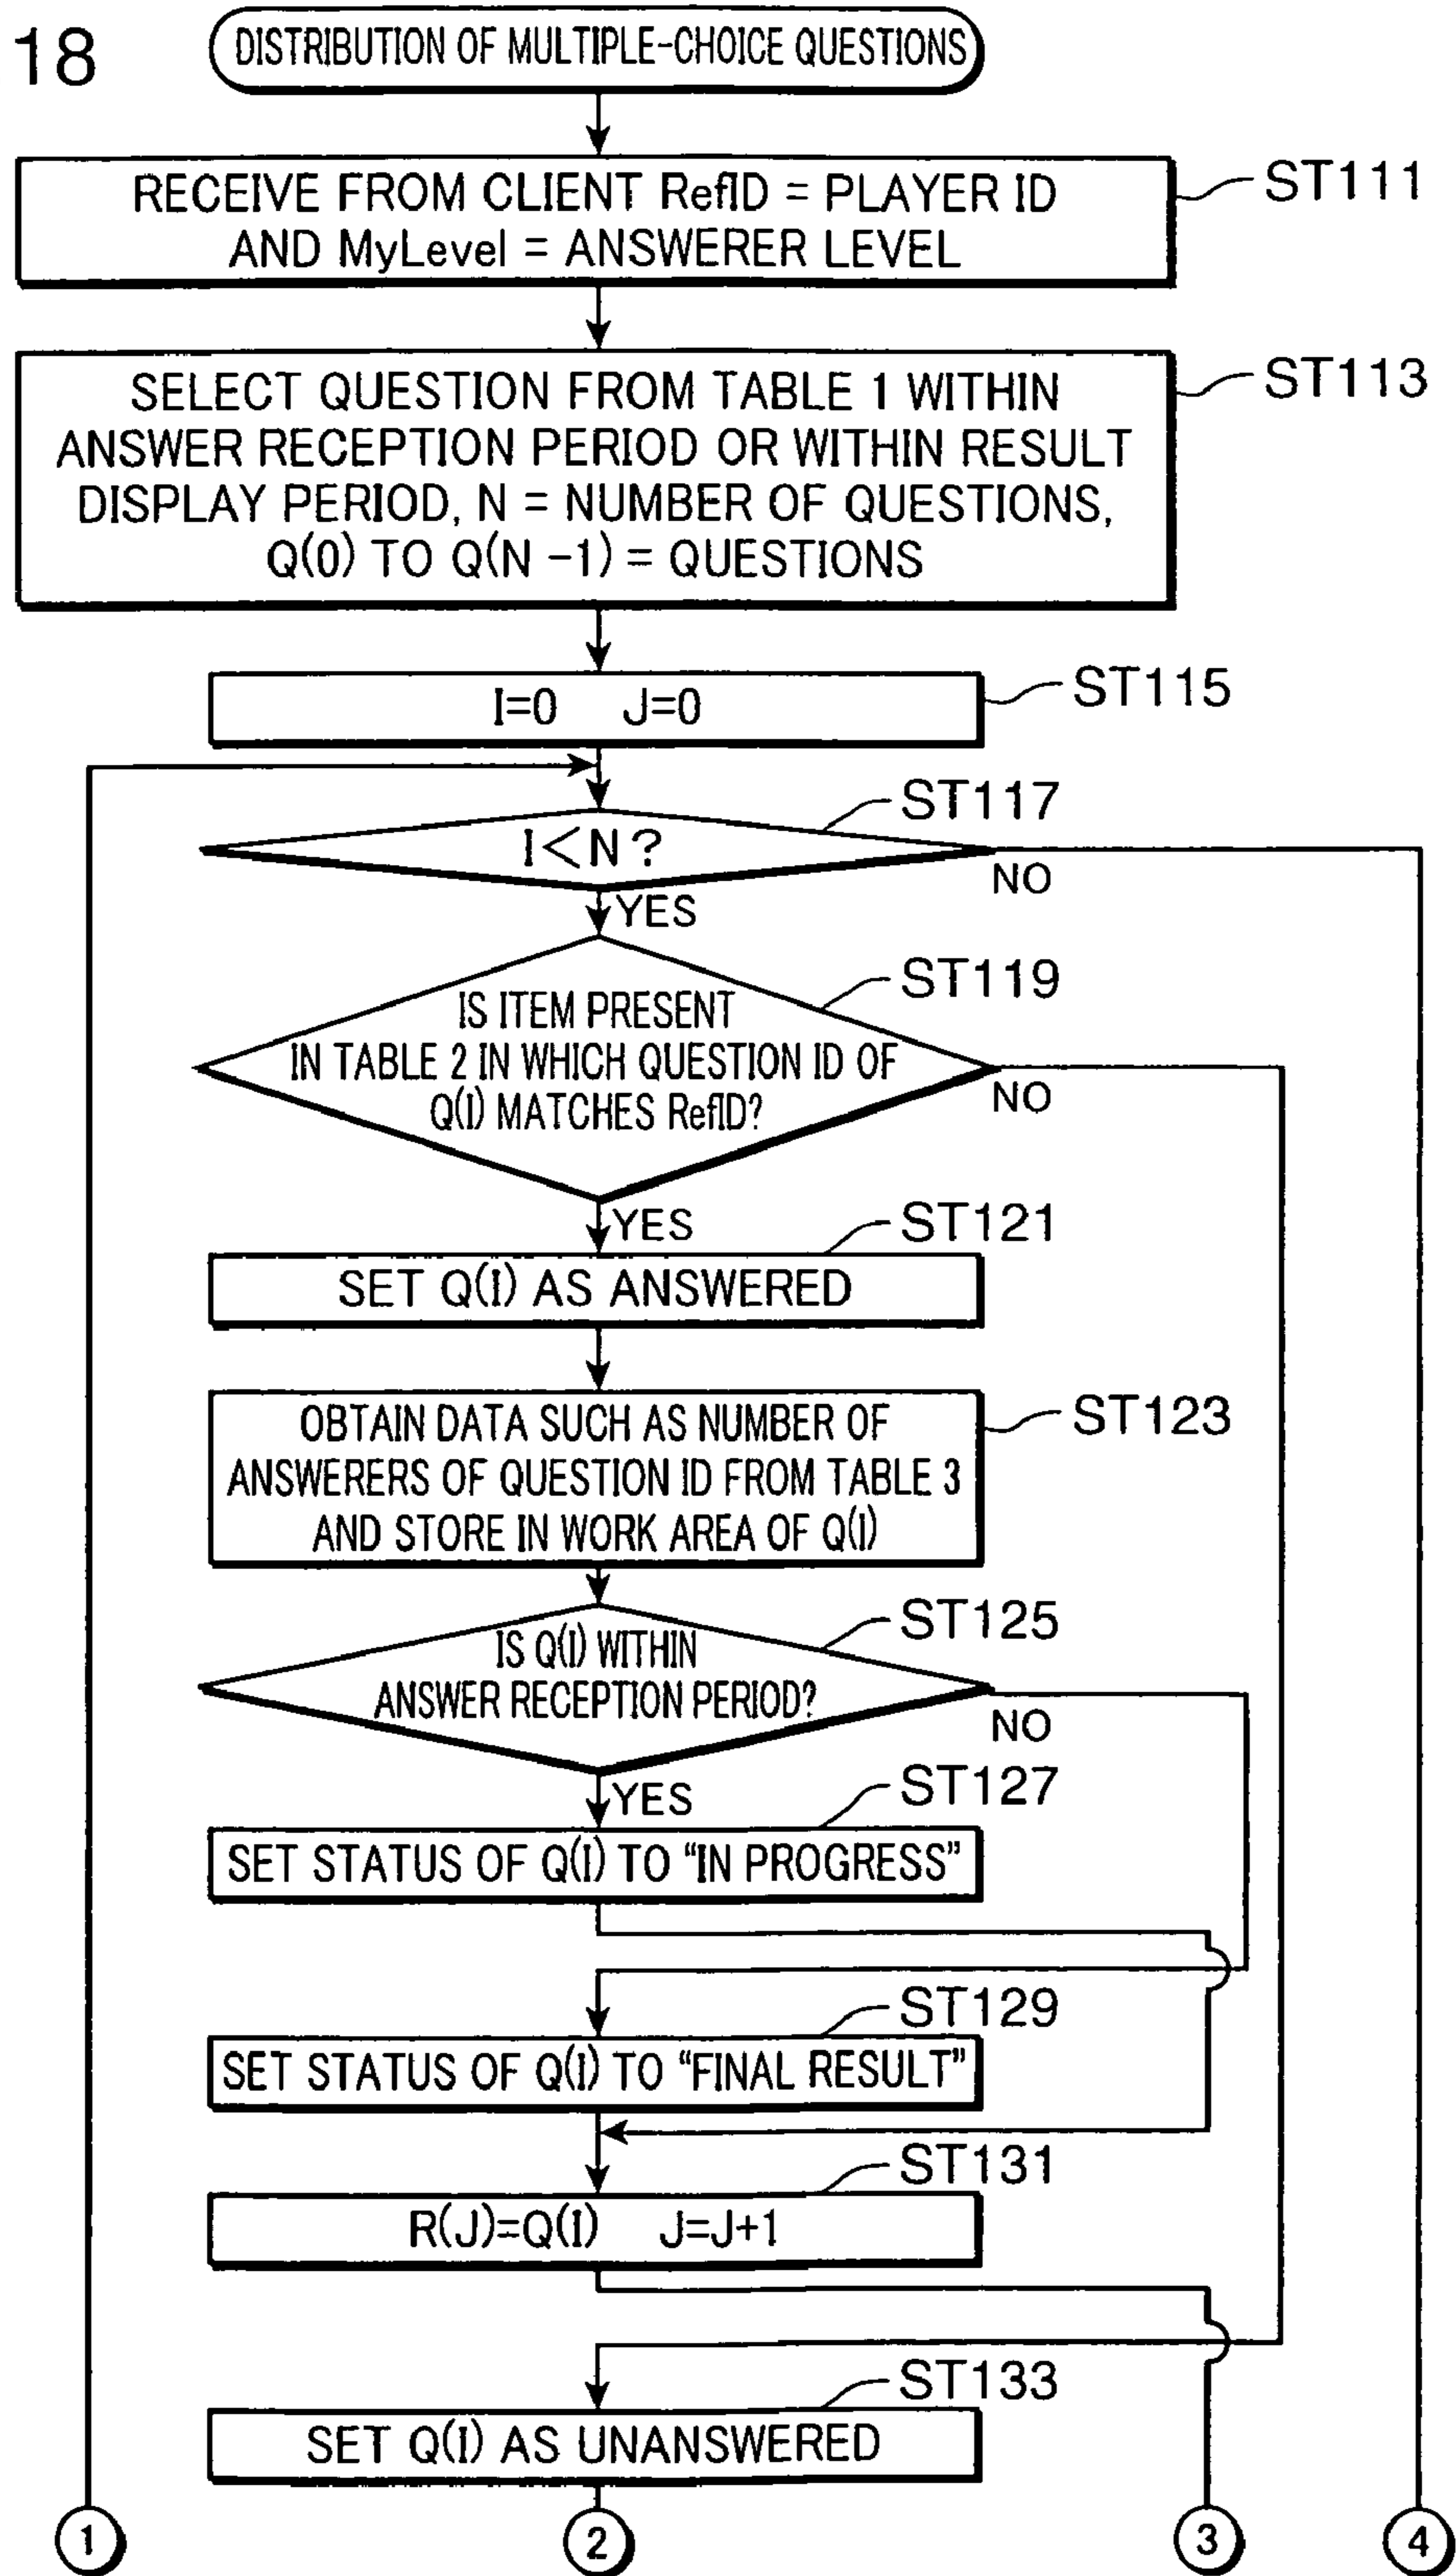 18
DISTRIBUTION OF MULTIPLE-CHOICE QUESTIONS
RECEIVE FROM CLIENT RefID = PLAYER ID
AND MyLevel = ANSWERER LEVEL
ST111
SELECT QUESTION FROM TABLE 1 WITHIN
ANSWER RECEPTION PERIOD OR WITHIN RESULT
DISPLAY PERIOD, N = NUMBER OF QUESTIONS,
Q(0) TO Q(N -1) = QUESTIONS
ST113
I=0 J=0
ST115
I<N ?
ST117
NO
YES
IS ITEM PRESENT
IN TABLE 2 IN WHICH QUESTION ID OF
Q(I) MATCHES RefID?
ST119
NO
YES
SET Q(I) AS ANSWERED
ST121
OBTAIN DATA SUCH AS NUMBER OF
ANSWERERS OF QUESTION ID FROM TABLE 3
AND STORE IN WORK AREA OF Q(I)
ST123
IS Q(I) WITHIN
ANSWER RECEPTION PERIOD?
ST125
NO
YES
SET STATUS OF Q(I) TO “IN PROGRESS”
ST127
SET STATUS OF Q(I) TO “FINAL RESULT”
ST129
R(J)=Q(I) J=J+1
ST131
SET Q(I) AS UNANSWERED
ST133
1 2 3 4